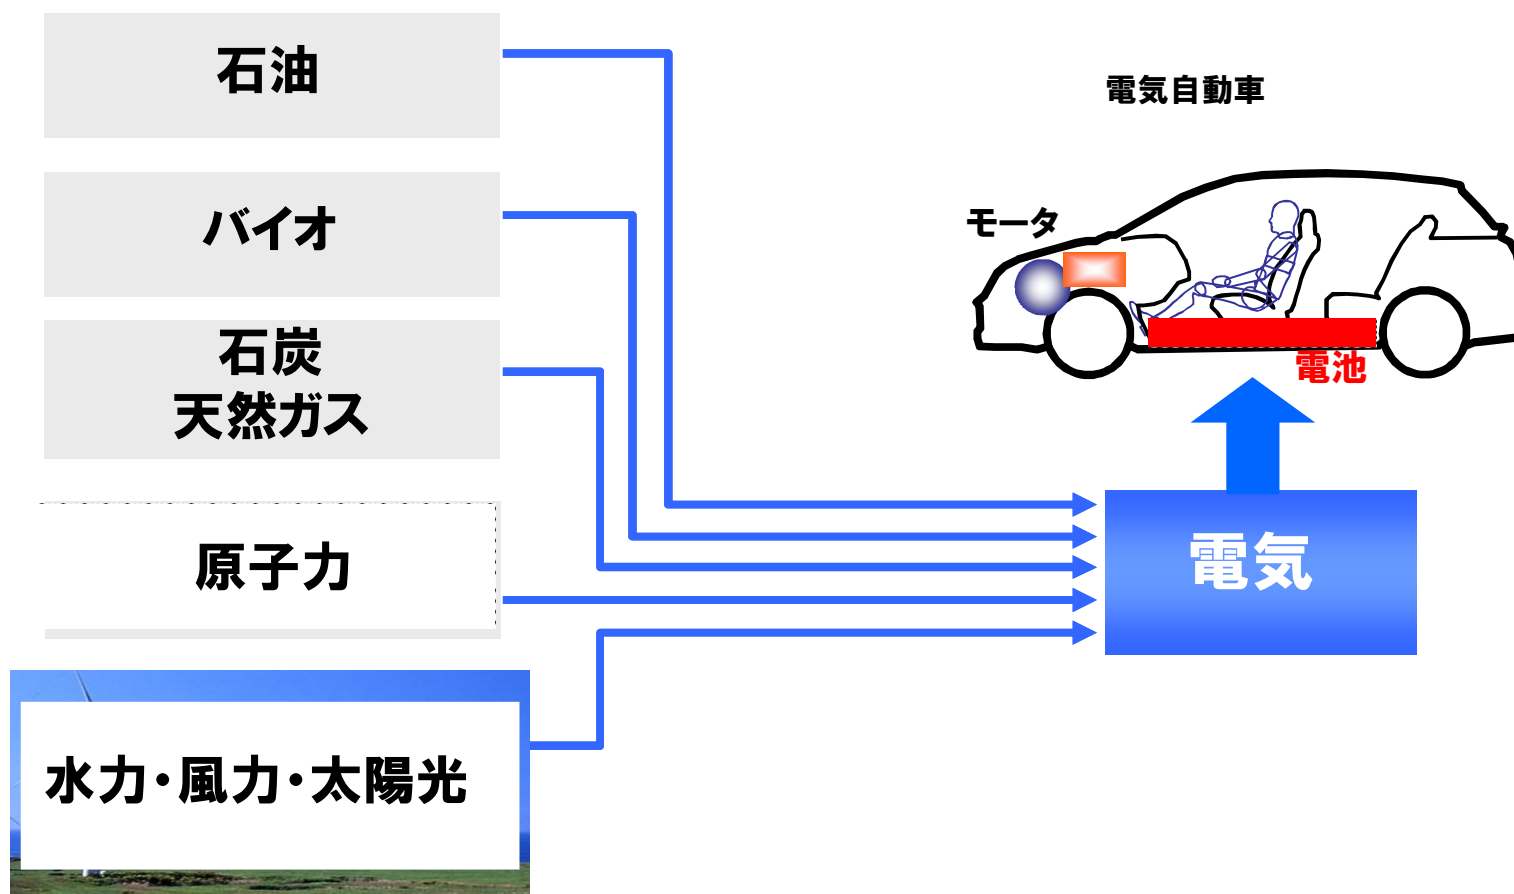 石油
バイオ
石炭
天然ガス
原子力
水力・風力・太陽光
電気自動車
モータ
電池
電気